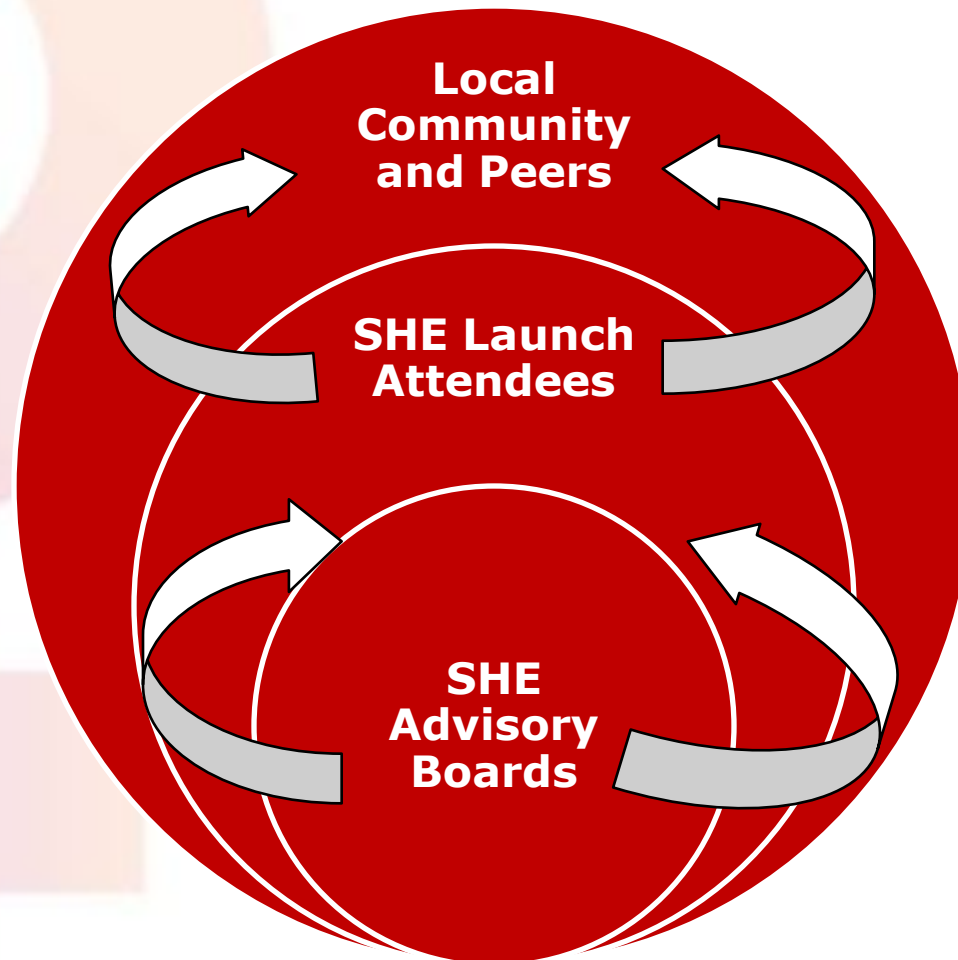 Local
Community
and Peers
SHE Launch
Attendees
SHE
Advisory
Boards